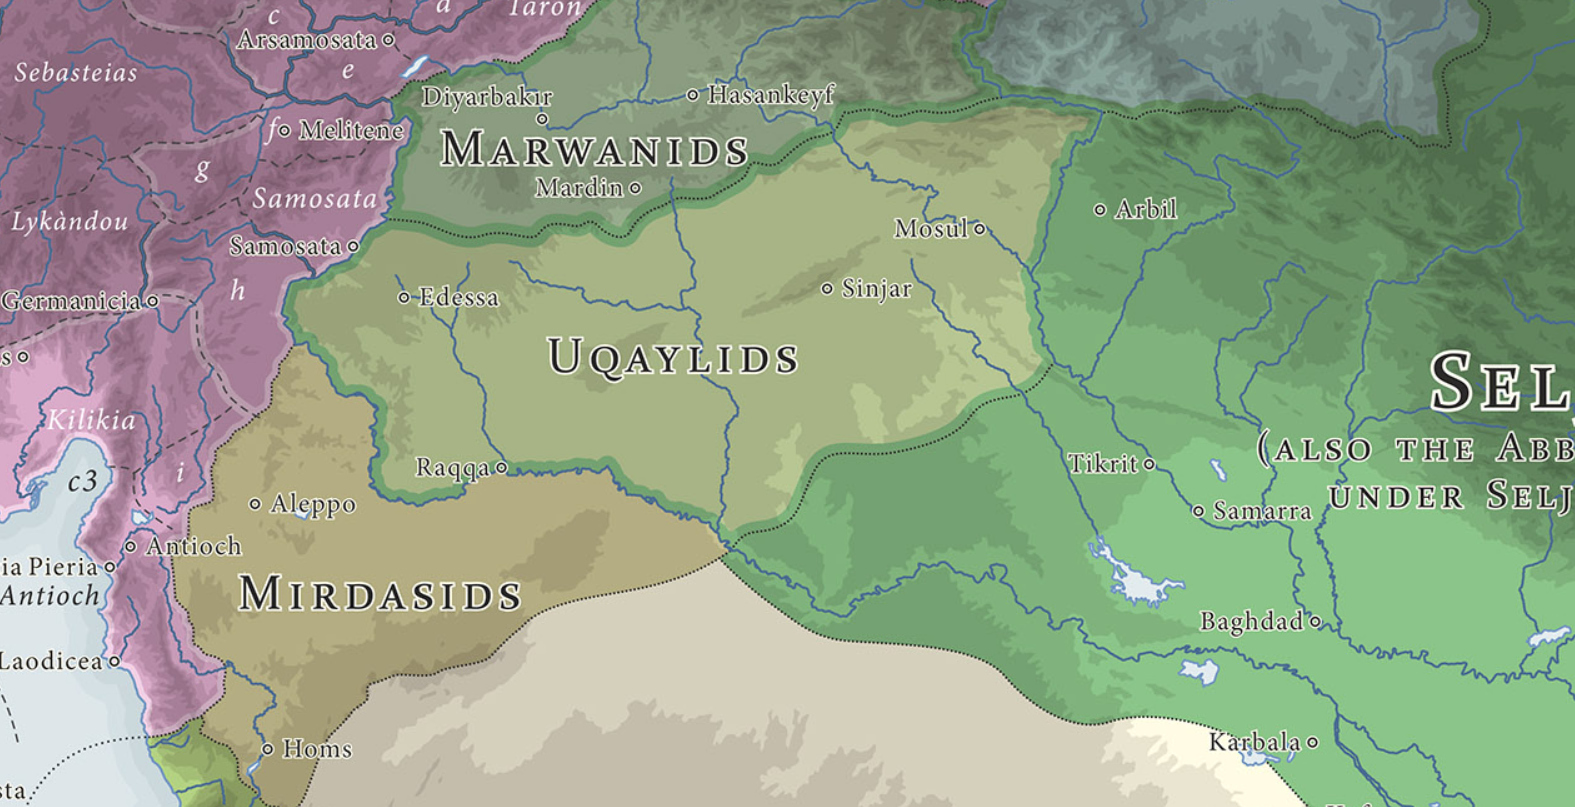 c
a
Taron
Arsamosata
Sebasteias
e
Diyarbakır
Hasankeyf
f
Melitene
MARWANIDS
g
Samosata
Mardin
Lykàndou
Arbil
Samosata
Mosul
Germanicia
h
Edessa
Sinjar
s
UQAYLIDS
SEL
Kilikia
(ALSO THE ABB
i
Raqqa
Tikrit
c3
UNDER SELJ
Aleppo
Samarra
Antioch
ia Pieria
Antioch
MIRDASIDS
Baghdad
Laodicea
Karbala
Homs
sta